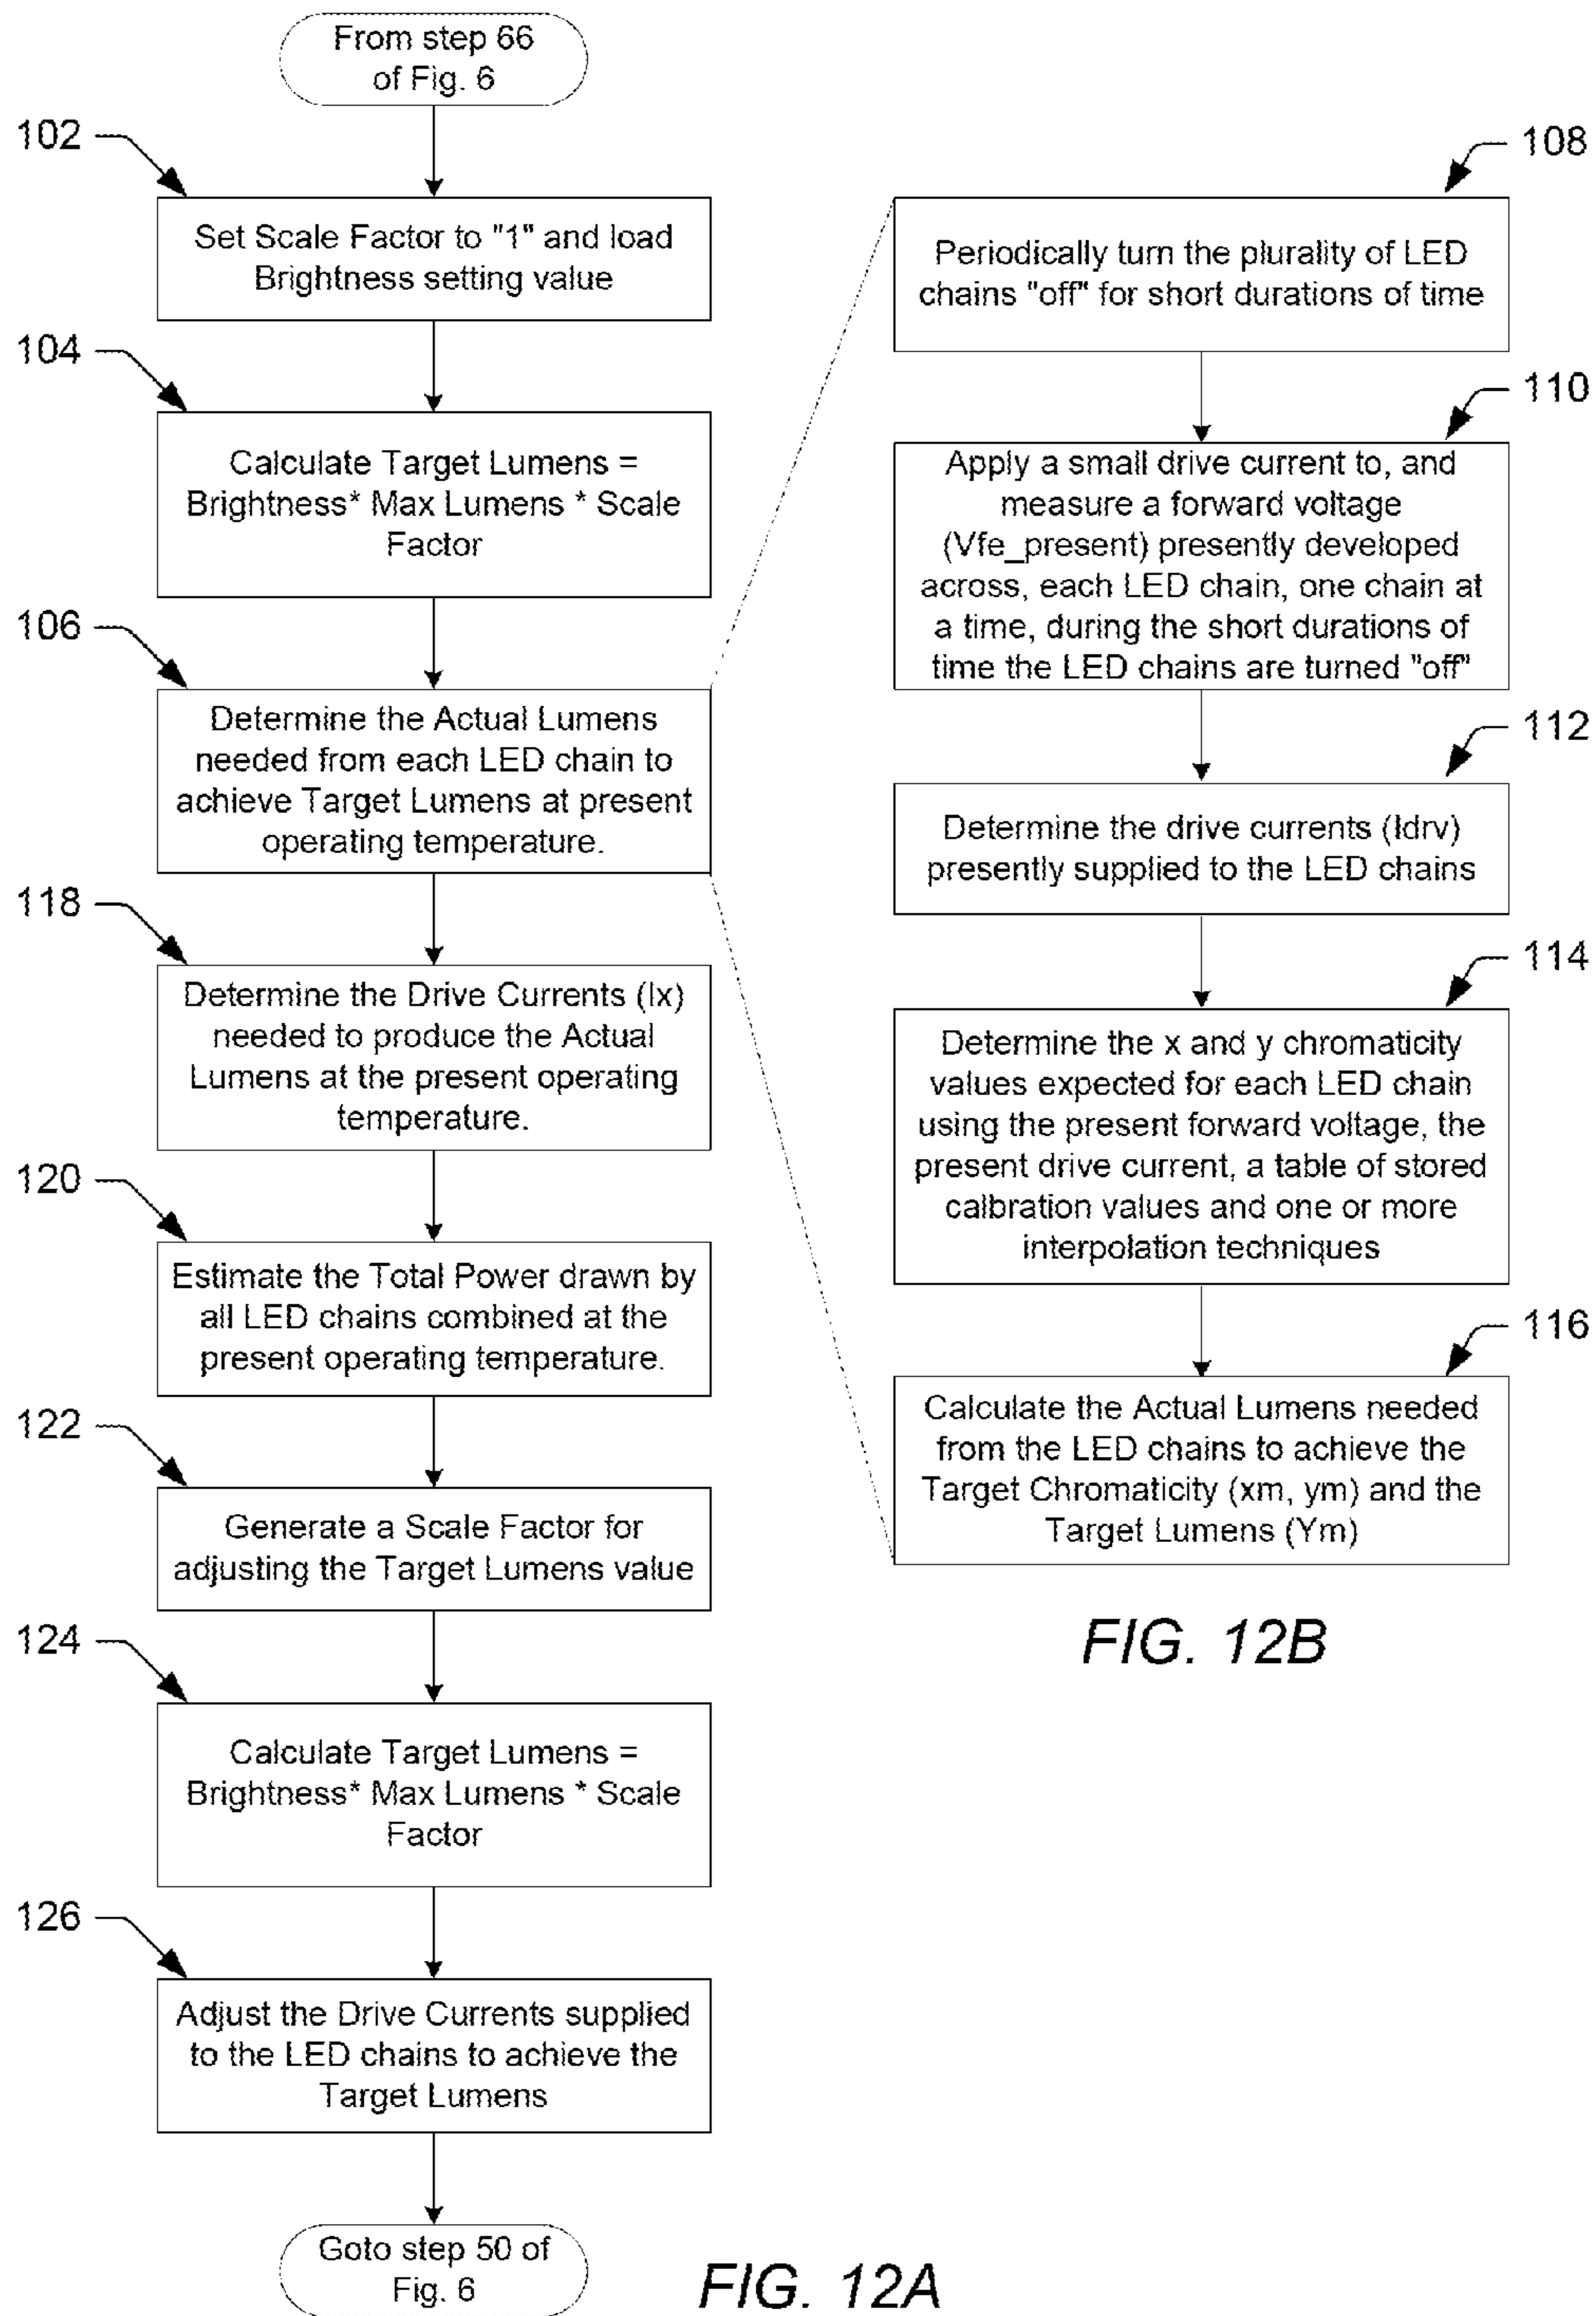 From step 66
of Fig. 6
102
Set Scale Factor to "1" and load
Brightness setting value
104
Calculate Target Lumens =
Brightness* Max Lumens * Scale
Factor
106
Determine the Actual Lumens
needed from each LED chain to
achieve Target Lumens at present
operating temperature.
118
Determine the Drive Currents (Ix)
needed to produce the Actual
Lumens at the present operating
temperature.
120
Estimate the Total Power drawn by
all LED chains combined at the
present operating temperature.
122
Generate a Scale Factor for
adjusting the Target Lumens value
124
Calculate Target Lumens =
Brightness* Max Lumens * Scale
Factor
126
Adjust the Drive Currents supplied
to the LED chains to achieve the
Target Lumens
Goto step 50 of
Fig. 6
FIG. 12A
108
Periodically turn the plurality of LED
chains "off" for short durations of time
110
Apply a small drive current to, and
measure a forward voltage
(Vfe_present) presently developed
across, each LED chain, one chain at
a time, during the short durations of
time the LED chains are turned "off"
112
Determine the drive currents (Idrv)
presently supplied to the LED chains
114
Determine the x and y chromaticity
values expected for each LED chain
using the present forward voltage, the
present drive current, a table of stored
calbration values and one or more
interpolation techniques
116
Calculate the Actual Lumens needed
from the LED chains to achieve the
Target Chromaticity (xm, ym) and the
Target Lumens (Ym)
FIG. 12B